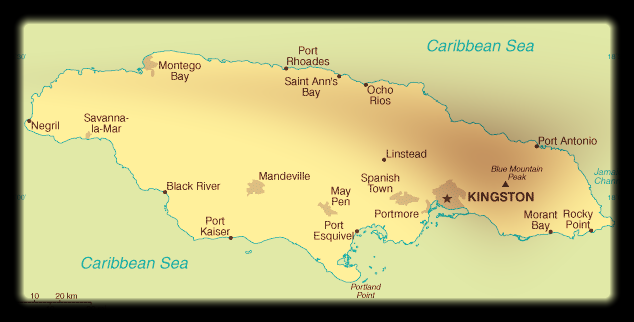 Caribbean Sea
Port
Rhoades
Montego
Bay
Saint Ann's
Bay
Ocho
Rios
Savanna-
la-Mar
Negril
Port Antonio
Linstead
Blue Mountain
Peak
Mandeville
Spanish
Town
Black River
May
Pen
KINGSTON
Portmore
Port
Kaiser
Port
Esquivel
Morant
Bay
Rocky
Point
Caribbean Sea
Portland
Point
10 20 km